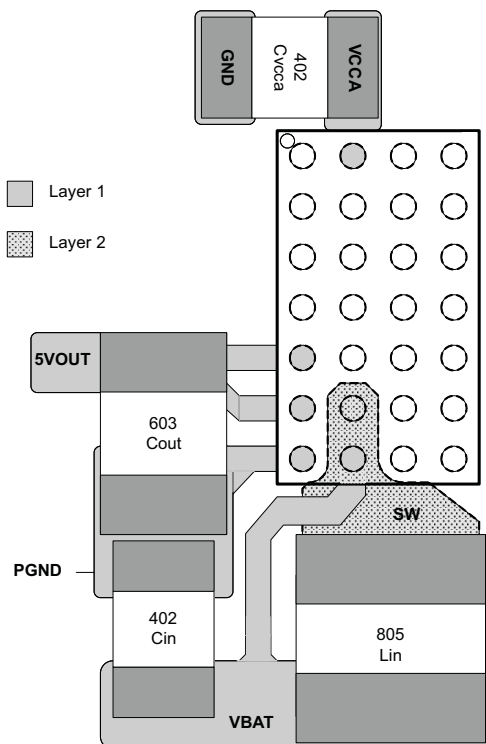 GND
402
Cvcca
VCCA
Layer 1
Layer 2
5VOUT
603
Cout
SW
PGND
402
Cin
805
Lin
VBAT